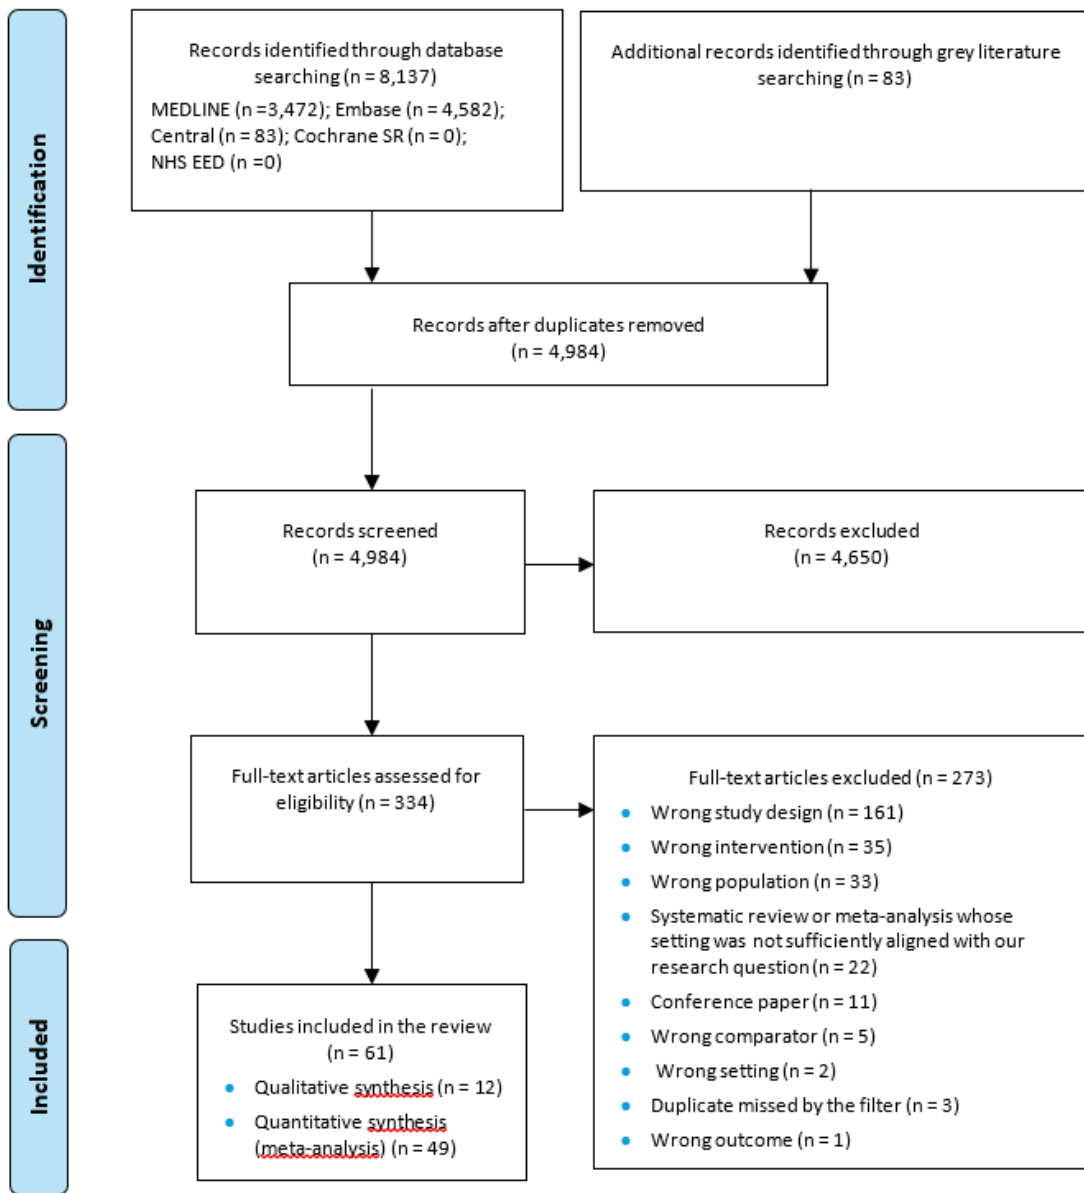 Identification
Records identified through database
searching (n = 8,137)
MEDLINE (n =3,472); Embase (n = 4,582);
Central (n = 83); Cochrane SR (n = 0);
NHS EED (n =0)
Additional records identified through grey literature
searching (n = 83)
Records after duplicates removed
(n = 4,984)
Screening
Records screened
(n = 4,984)
Records excluded
(n = 4,650)
Full-text articles assessed for
eligibility (n = 334)
Full-text articles excluded (n = 273)
• Wrong study design (n = 161)
• Wrong intervention (n = 35)
• Wrong population (n = 33)
• Systematic review or meta-analysis whose
setting was not sufficiently aligned with our
research question (n = 22)
• Conference paper (n = 11)
• Wrong comparator (n = 5)
• Wrong setting (n = 2)
• Duplicate missed by the filter (n = 3)
• Wrong outcome (n = 1)
Included
Studies included in the review
(n = 61)
• Qualitative synthesis (n = 12)
• Quantitative synthesis
(meta-analysis) (n = 49)